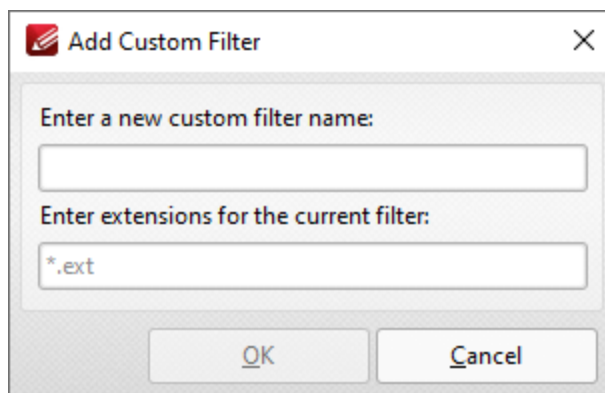 Add Custom Filter
Enter a new custom filter name:
Enter extensions for the current filter:
*.ext
OK
Cancel